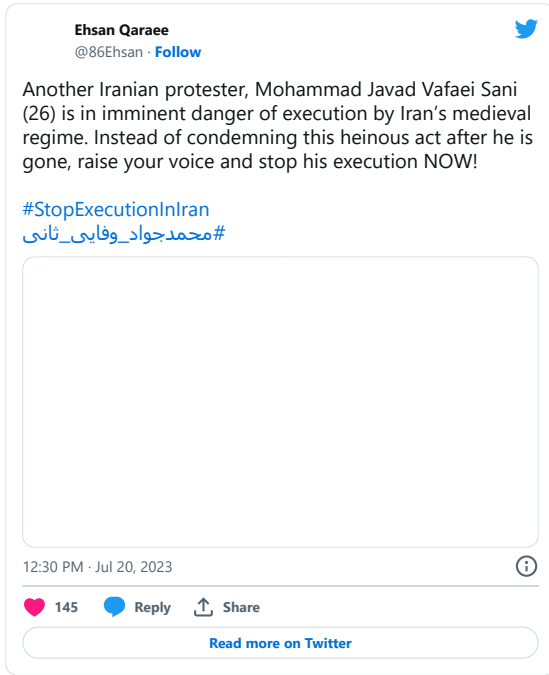 Ehsan Qaraee
@86Ehsan · Follow
Another Iranian protester, Mohammad Javad Vafaei Sani
(26) is in imminent danger of execution by Iran’s medieval
regime. Instead of condemning this heinous act after he is
gone, raise your voice and stop his execution NOW!
#StopExecutionInIran
#محمدجواد_وفایی_ثانی
12:30 PM · Jul 20, 2023
145 Reply Share
Read more on Twitter